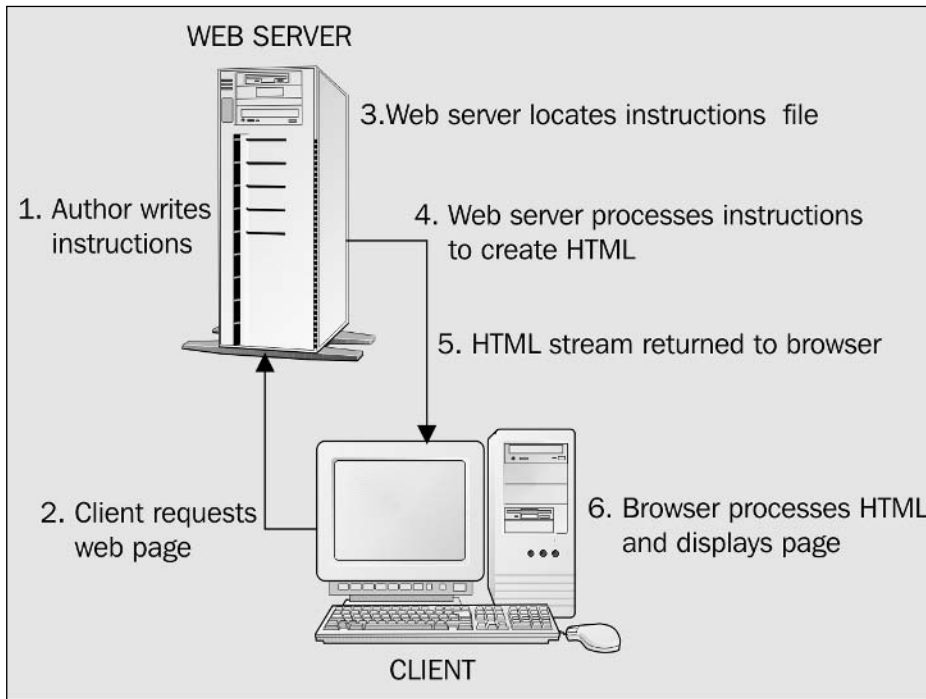 WEB SERVER
3.Web server locates instructions file
1. Author writes
instructions
4. Web server processes instructions
to create HTML
5. HTML stream returned to browser
2. Client requests
web page
6. Browser processes HTML
and displays page
CLIENT